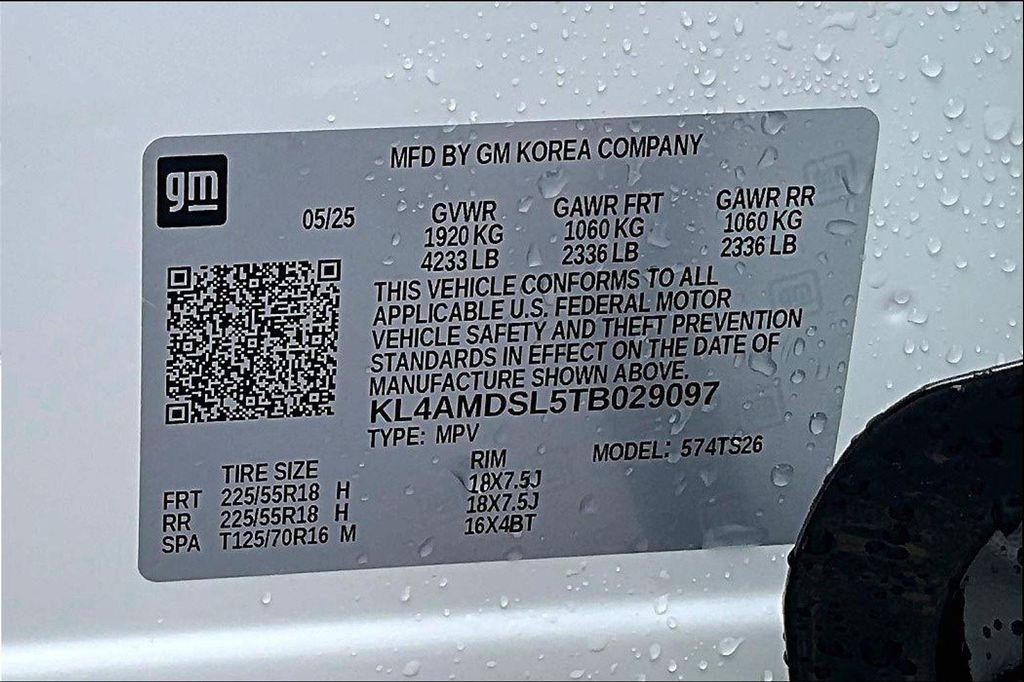 MFD BY GM KOREA COMPANY
gm
05/25
GVWR GAWR FRT GAWR RR
1920 KG 1060 KG 1060 KG
4233 LB 2336 LB 2336 LB
THIS VEHICLE CONFORMS TO ALL
APPLICABLE U.S. FEDERAL MOTOR
VEHICLE SAFETY AND THEFT PREVENTION
STANDARDS IN EFFECT ON THE DATE OF
MANUFACTURE SHOWN ABOVE.
KL4AMDSL5TB029097
TYPE: MPV
MODEL: 574TS26
TIRE SIZE RIM
FRT 225/55R18 H 18X7.5J
RR 225/55R18 H 18X7.5J
SPA T125/70R16 M 16X4BT